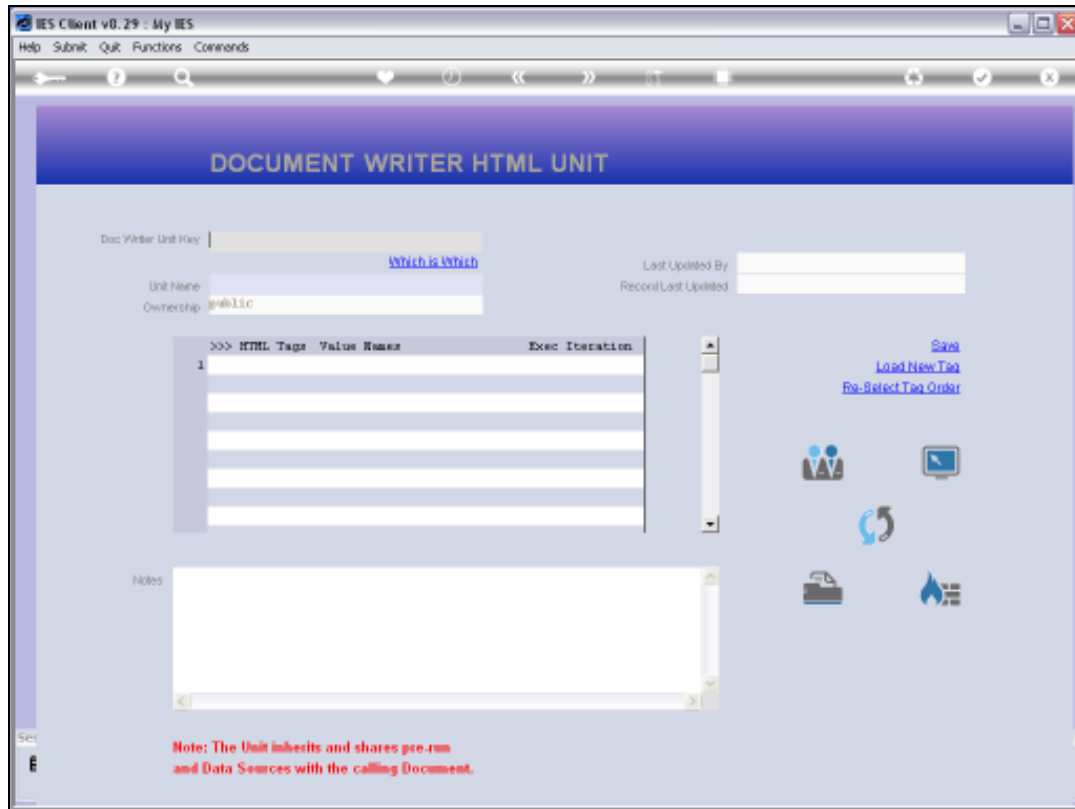 IES Client v8.29 : My IES
Help Submit Quit Functions Commands
DOCUMENT WRITER HTML UNIT
Doc Writer Unit Key
Which is Which
Last Updated By
Unit Name
Record Last Updated
Ownership public
>>> HTML Tags Value Names Exec Iteration
1
Save
Load New Tag
Re-Select Tag Order
Notes
Note: The Unit inherits and shares pre-run
and Data Sources with the calling Document.